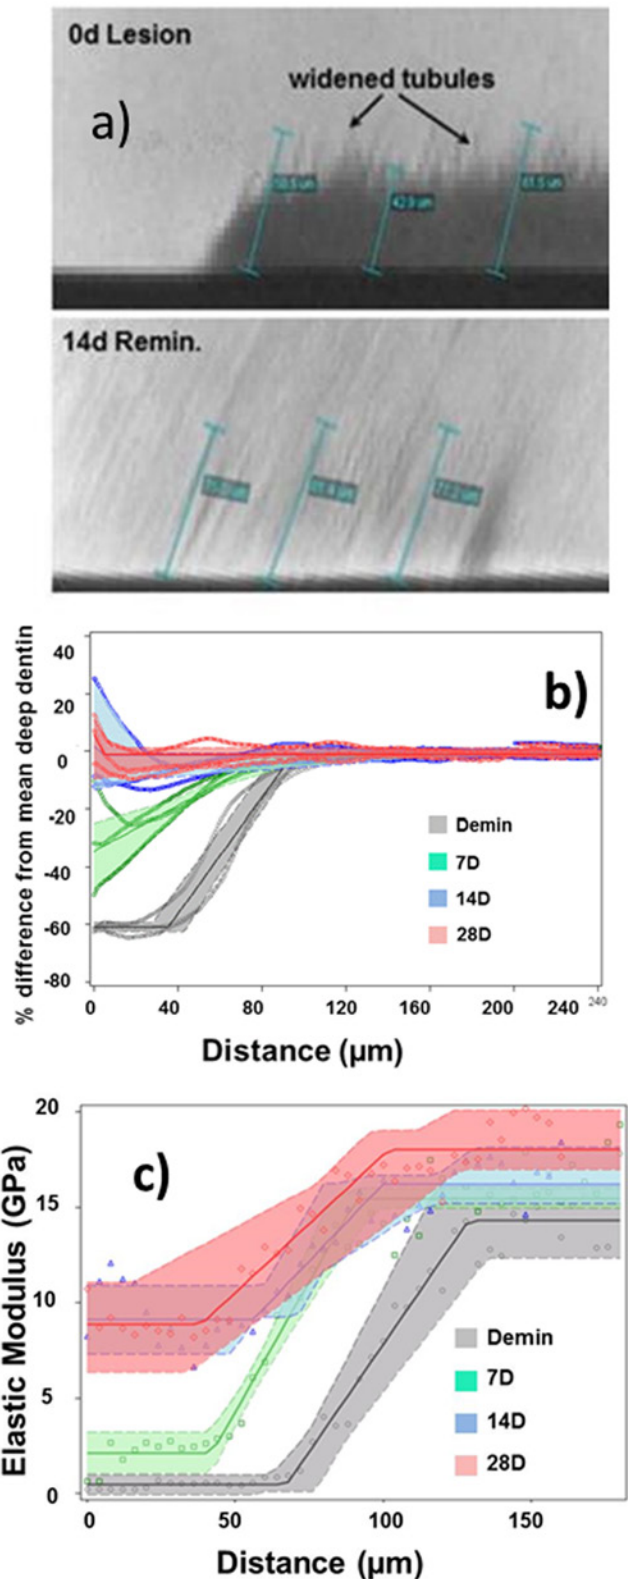 0d Lesion
widened tubules
a)
14d Remin.
% difference from mean deep dentin
b)
40
20
0
-20
-40
-60
-80
Demin
7D
14D
28D
0 40 80 120 160 200 240 240
Distance (μm)
Elastic Modulus (GPa)
c)
20
15
10
5
0
Demin
7D
14D
28D
0 50 100 150
Distance (μm)